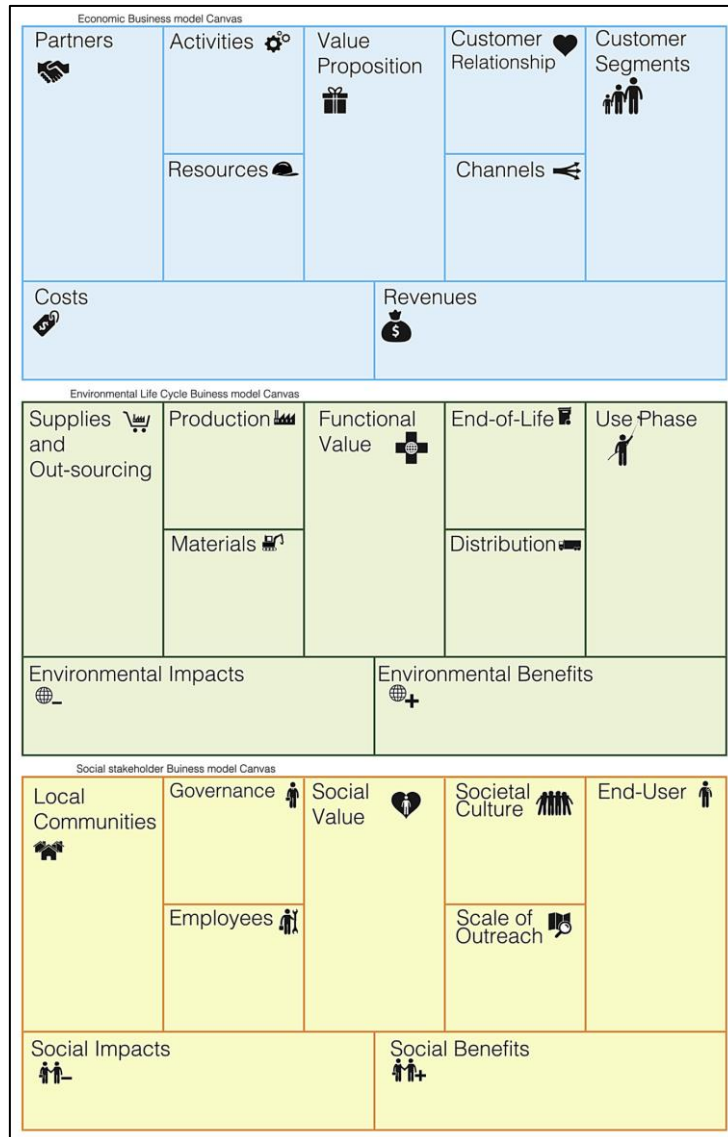 Economic Business model Canvas
Partners
Activities
Value
Proposition
Customer
Relationship
Customer
Segments
Resources
Channels
Costs
$
Revenues
$
Environmental Life Cycle Buiness model Canvas
Supplies
and
Out-sourcing
Production
Functional
Value
End-of-Life
Use Phase
Materials
Distribution
Environmental Impacts
Environmental Benefits
Social stakeholder Buiness model Canvas
Local
Communities
Governance
Social
Value
Societal
Culture
End-User
Employees
Scale of
Outreach
Social Impacts
Social Benefits